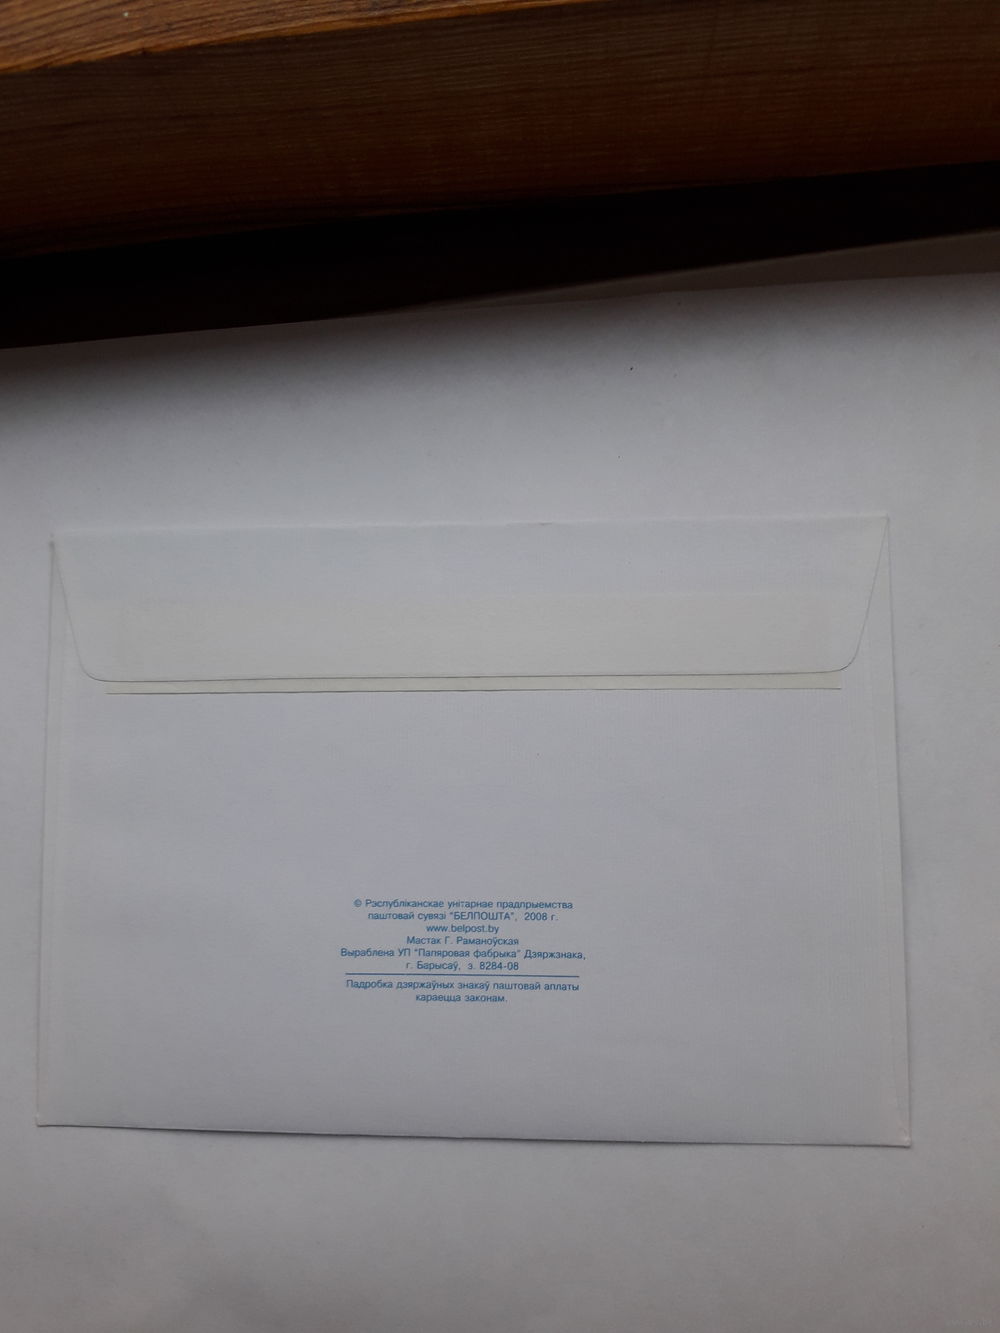 © Рэспубліканскае унітарнае прадпрыемства
паштовай сувязі "БЕЛПОШТА", 2008 г.
www.belpost.by
Мастак Г. Раманоўская
Выраблена УП "Папяровая фабрыка" Дзяржзнака,
г. Барысаў, з. 8284-08
Падробка дзяржаўных знакаў паштовай аплаты
караецца законам.